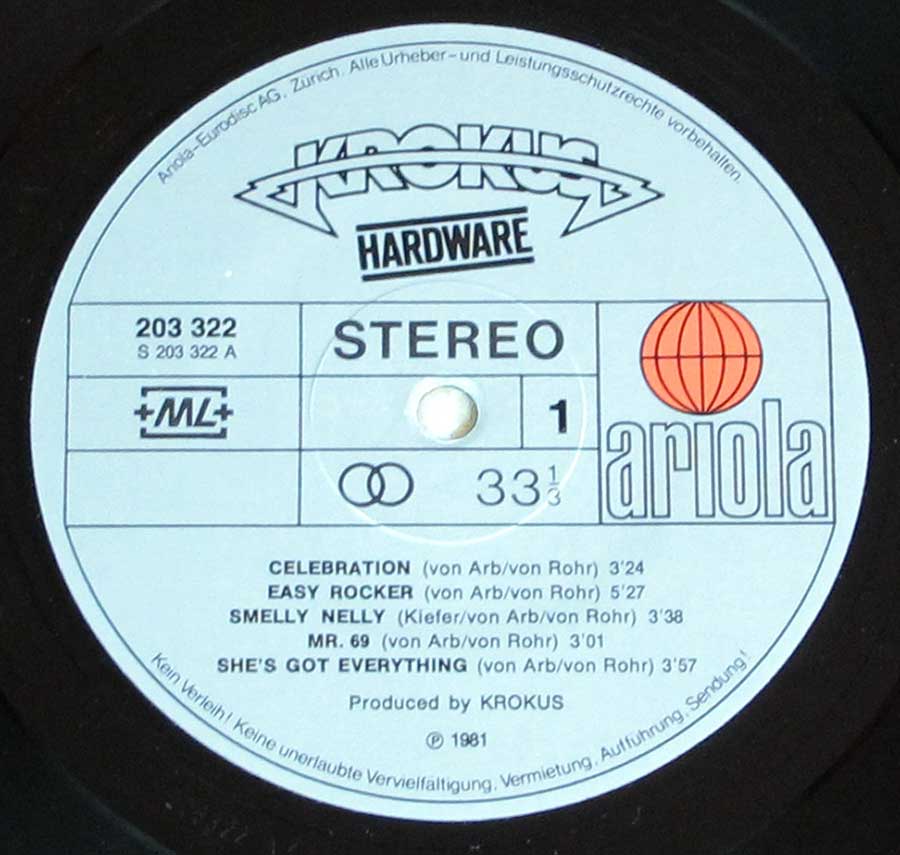 Ariola-Eurodisc AG, Zürich. Alle Urheber- und Leistungsschutzrechte vorbehalten.
KROKUS
HARDWARE
203 322
S 203 322 A
STEREO
+ML+
1
33 1/3
ariola
CELEBRATION (von Arb/von Rohr) 3'24
EASY ROCKER (von Arb/von Rohr) 5'27
SMELLY NELLY (Kiefer/von Arb/von Rohr) 3'38
MR. 69 (von Arb/von Rohr) 3'01
SHE'S GOT EVERYTHING (von Arb/von Rohr) 3'57
Produced by KROKUS
℗ 1981
Kein Verleih! Keine unerlaubte Vervielfältigung, Vermietung, Aufführung, Sendung!